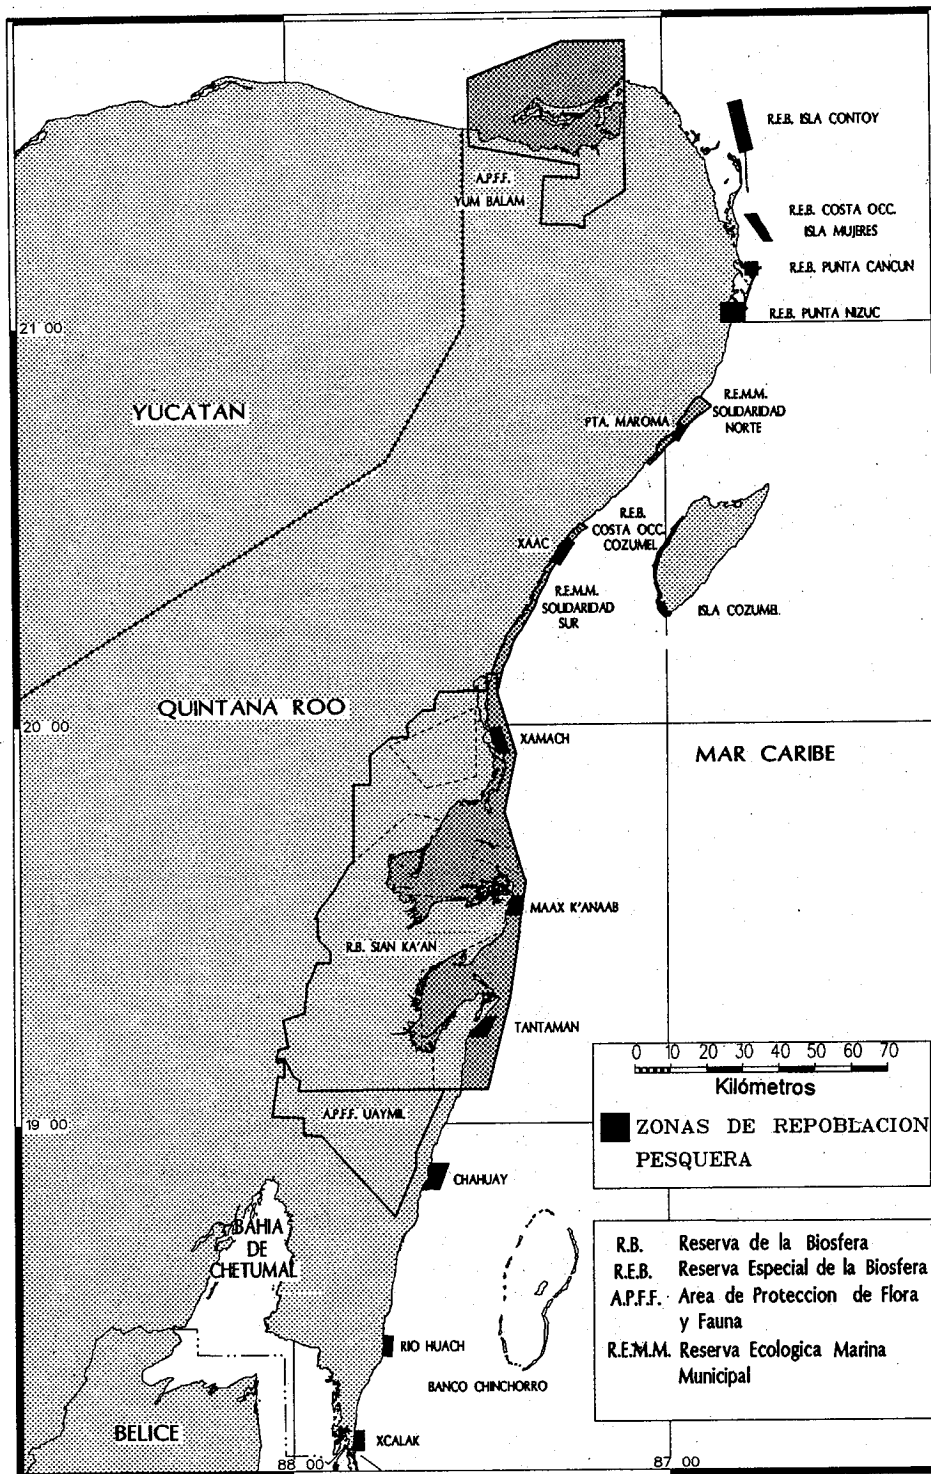 R.E.B. ISLA CONTOY
A.P.F.F.
YUM BALAM
R.E.B. COSTA OCC.
ISLA MUJERES
R.E.B. PUNTA CANCUN
R.E.B. PUNTA NIZUC
21 00
YUCATAN
R.E.M.M.
SOLIDARIDAD
NORTE
PTA. MAROMA
R.E.B.
COSTA OCC.
COZUMEL
XAAC
R.E.M.M.
SOLIDARIDAD
SUR
ISLA COZUMEL
QUINTANA ROO
20 00
XAMACH
MAR CARIBE
MAAX K'ANAAB
R.B. SIAN KA'AN
TANTAMAN
0 10 20 30 40 50 60 70
Kilómetros
A.P.F.F. UAYMIL
19 00
ZONAS DE REPOBLACION
PESQUERA
CHAHUAY
BAHIA
DE
CHETUMAL
R.B. Reserva de la Biosfera
R.E.B. Reserva Especial de la Biosfera
A.P.F.F. Area de Proteccion de Flora
y Fauna
R.E.M.M. Reserva Ecologica Marina
Municipal
RIO HUACH
BANCO CHINCHORRO
BELICE
XCALAK
88 00
87 00